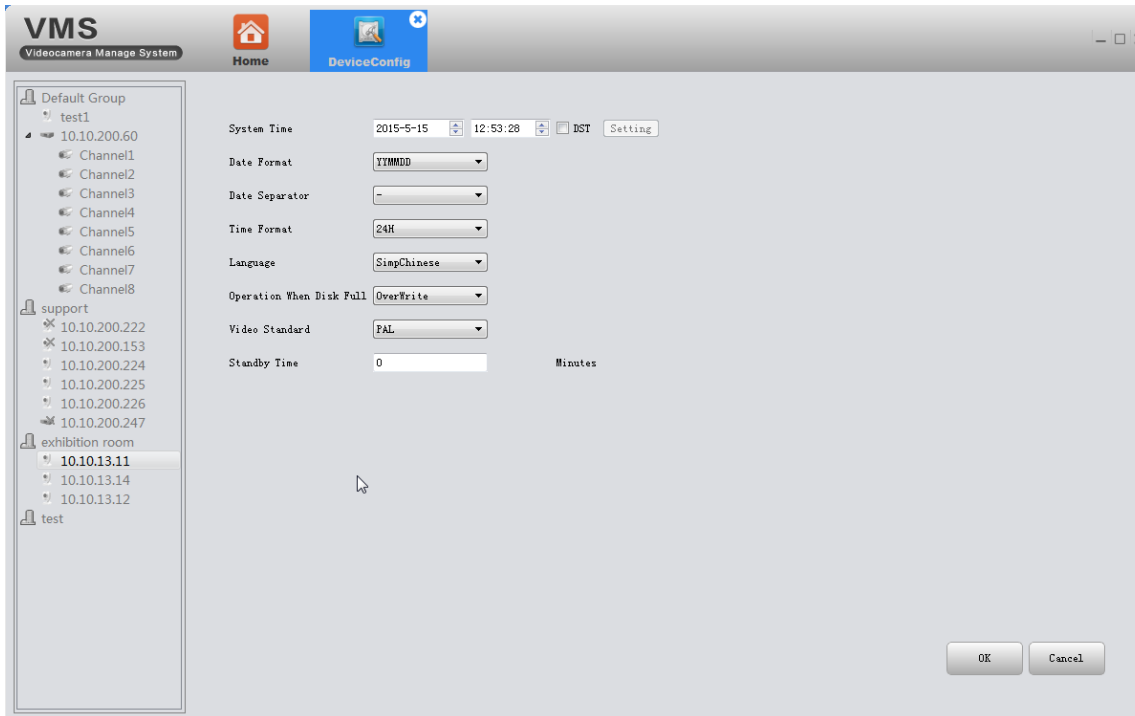 VMS
Videocamera Manage System
Home
DeviceConfig
Default Group
test1
10.10.200.60
Channel1
Channel2
Channel3
Channel4
Channel5
Channel6
Channel7
Channel8
support
10.10.200.222
10.10.200.153
10.10.200.224
10.10.200.225
10.10.200.226
10.10.200.247
exhibition room
10.10.13.11
10.10.13.14
10.10.13.12
test
System Time 2015-5-15 12:53:28 DST Setting
Date Format YYMMDD
Date Separator -
Time Format 24H
Language SimpChinese
Operation When Disk Full OverWrite
Video Standard PAL
Standby Time 0 Minutes
OK Cancel